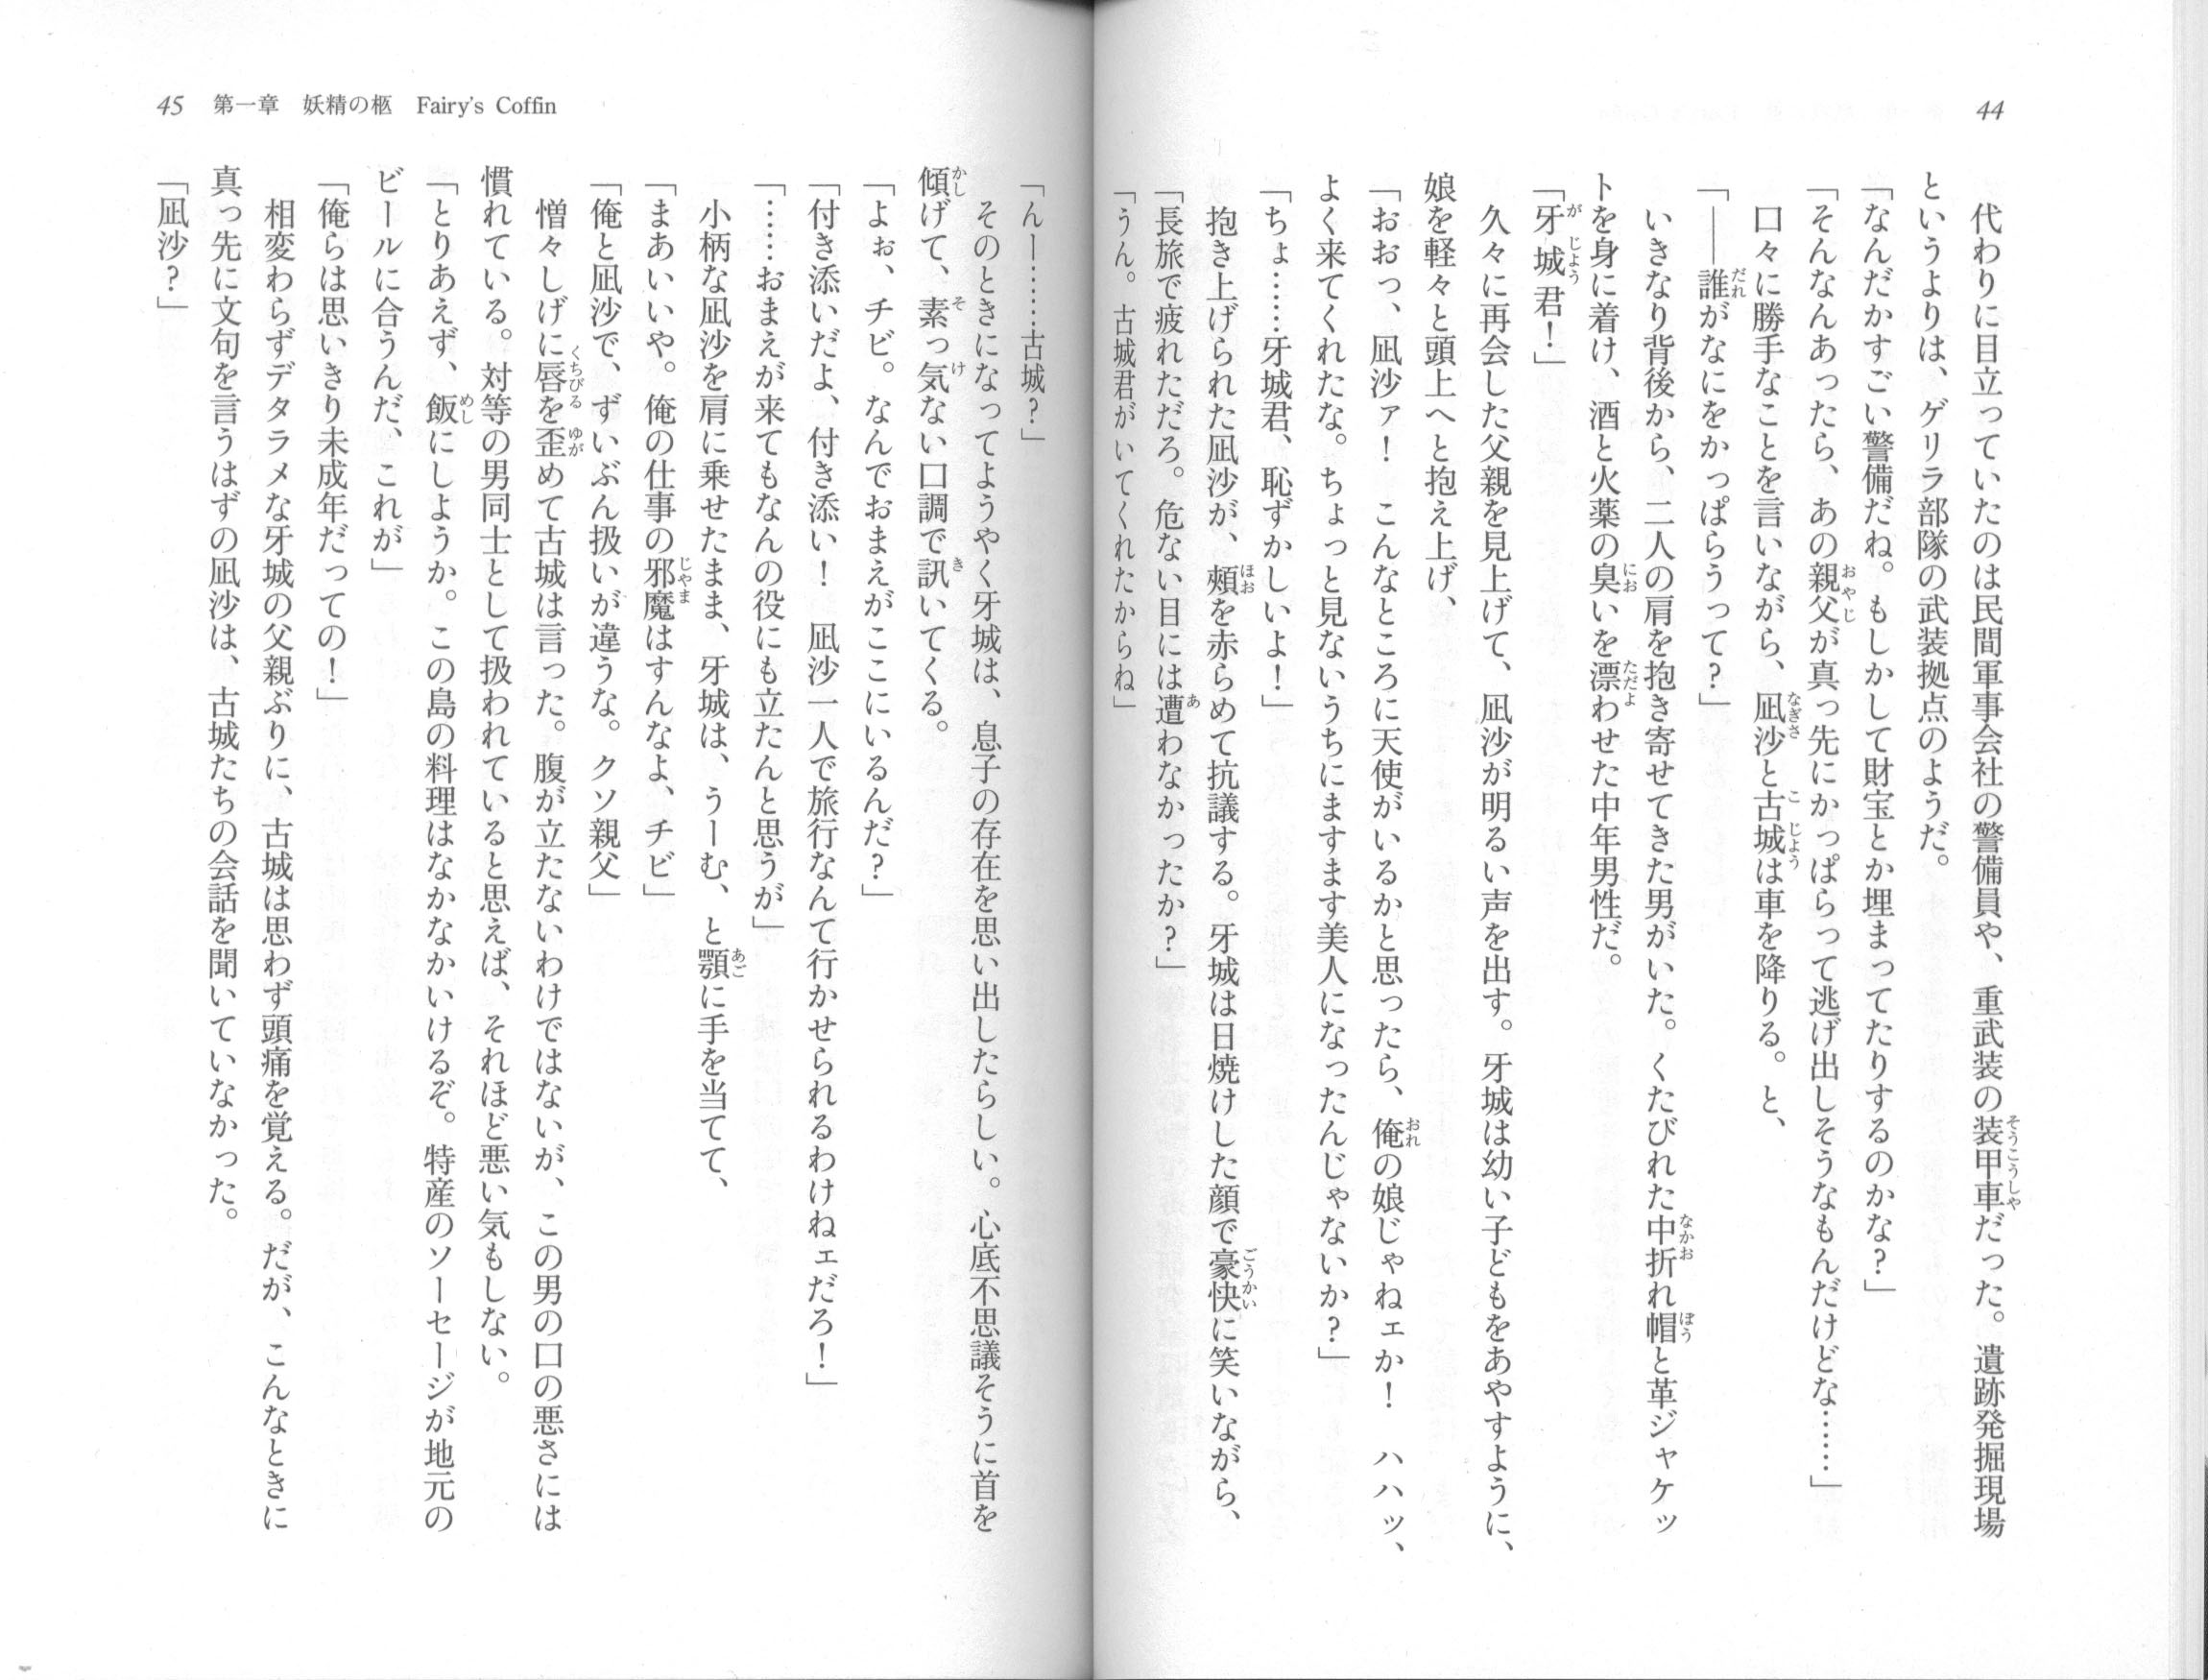 44
代わりに目立っていたのは民間軍事会社の警備員や、重武装の装甲車だった。遺跡発掘現場
というよりは、ゲリラ部隊の武装拠点のようだ。
「なんだかすごい警備だね。もしかして財宝とか埋まってたりするのかな？」
「そんなんあったら、あの親父が真っ先にかっぱらって逃げ出しそうなもんだけどな……」
口々に勝手なことを言いながら、凪沙と古城は車を降りる。と、
「――誰がなにをかっぱらうって？」
いきなり背後から、二人の肩を抱き寄せてきた男がいた。くたびれた中折れ帽と革ジャケッ
トを身に着け、酒と火薬の臭いを漂わせた中年男性だ。
「牙城君！」
久々に再会した父親を見上げて、凪沙が明るい声を出す。牙城は幼い子どもをあやすように、
娘を軽々と頭上へと抱え上げ、
「おおっ、凪沙ァ！　こんなところに天使がいるかと思ったら、俺の娘じゃねェか！　ハハッ、
よく来てくれたな。ちょっと見ないうちにますます美人になったんじゃないか？」
「ちょ……牙城君、恥ずかしいよ！」
抱き上げられた凪沙が、頰を赤らめて抗議する。牙城は日焼けした顔で豪快に笑いながら、
「長旅で疲れただろ。危ない目には遭わなかったか？」
「うん。古城君がいてくれたからね」
45　第一章　妖精の柩　Fairy's Coffin
「んー……古城？」
そのときになってようやく牙城は、息子の存在を思い出したらしい。心底不思議そうに首を
傾げて、素っ気ない口調で訊いてくる。
「よぉ、チビ。なんでおまえがここにいるんだ？」
「付き添いだよ、付き添い！　凪沙一人で旅行なんて行かせられるわけねェだろ！」
「……おまえが来てもなんの役にも立たんと思うが」
小柄な凪沙を肩に乗せたまま、牙城は、うーむ、と顎に手を当てて、
「まあいいや。俺の仕事の邪魔はすんなよ、チビ」
「俺と凪沙で、ずいぶん扱いが違うな。クソ親父」
憎々しげに唇を歪めて古城は言った。腹が立たないわけではないが、この男の口の悪さには
慣れている。対等の男同士として扱われていると思えば、それほど悪い気もしない。
「とりあえず、飯にしようか。この島の料理はなかなかいけるぞ。特産のソーセージが地元の
ビールに合うんだ、これが」
「俺らは思いきり未成年だっての！」
相変わらずデタラメな牙城の父親ぶりに、古城は思わず頭痛を覚える。だが、こんなときに
真っ先に文句を言うはずの凪沙は、古城たちの会話を聞いていなかった。
「凪沙？」